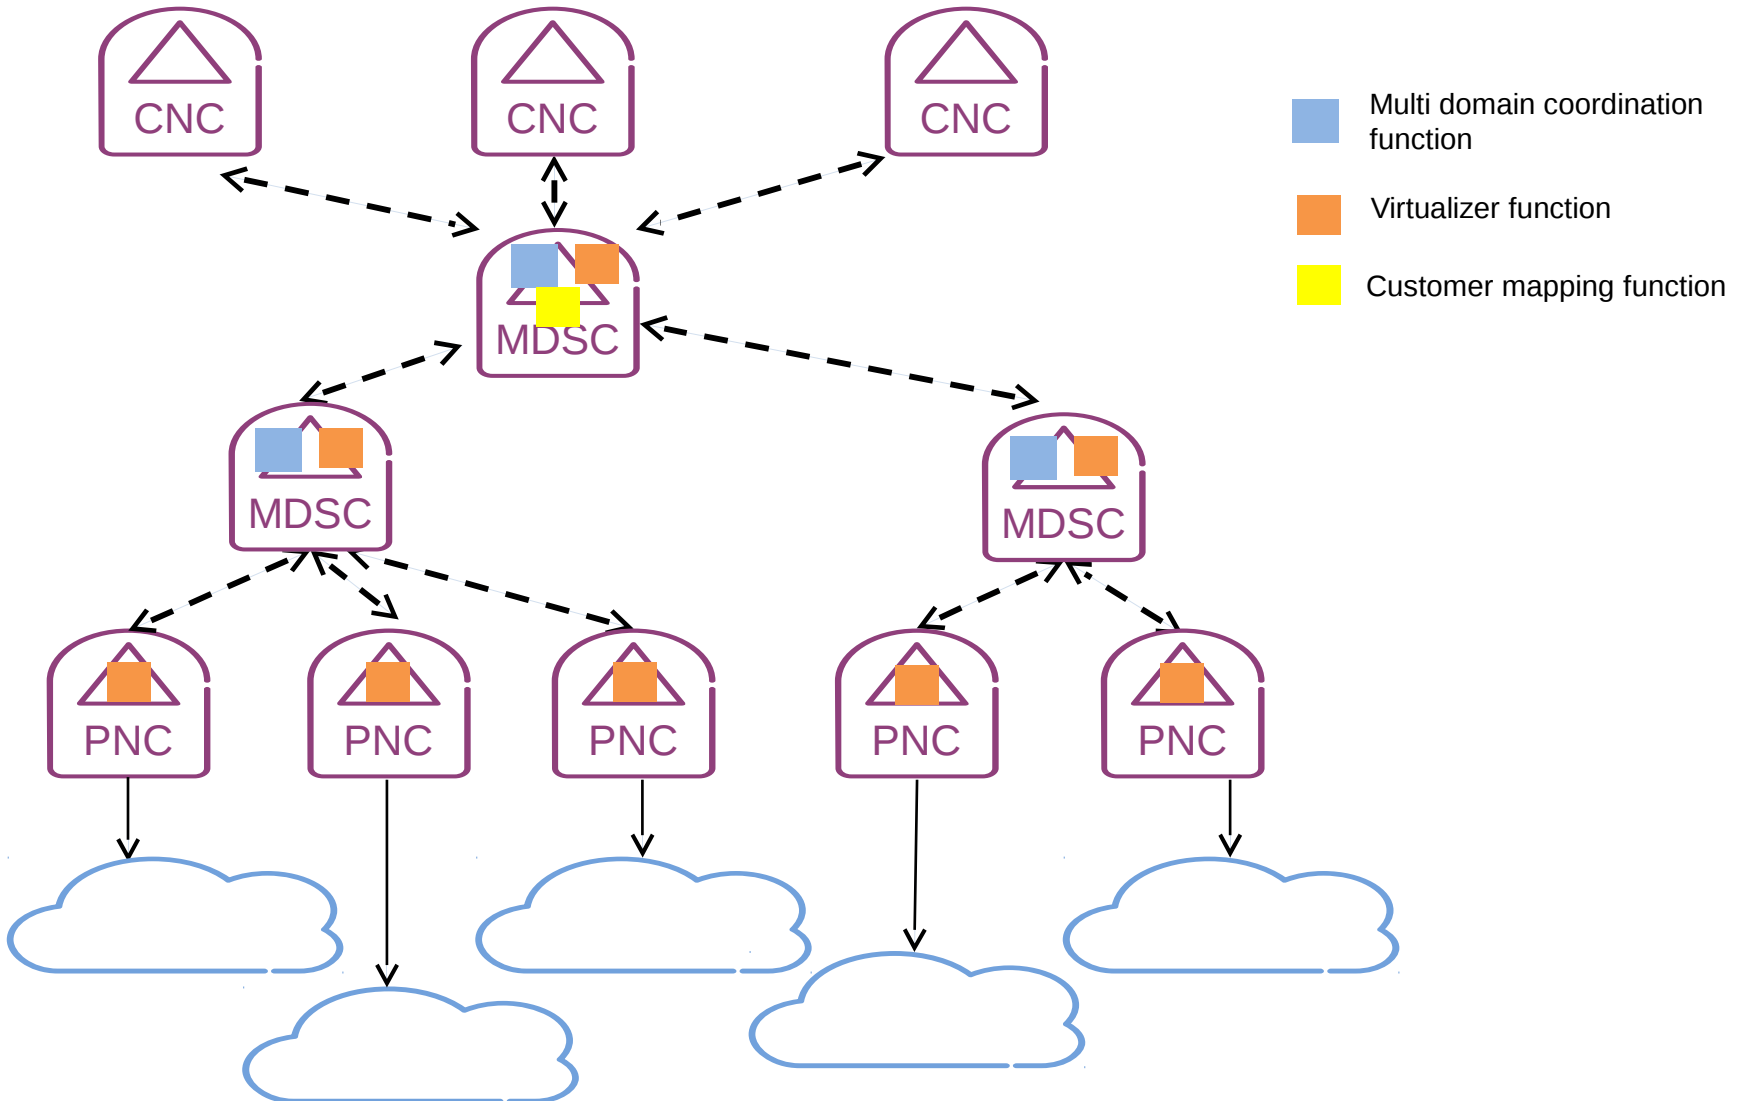 CNC
CNC
CNC
Multi domain coordination
function
Virtualizer function
Customer mapping function
MDSC
MDSC
MDSC
PNC
PNC
PNC
PNC
PNC